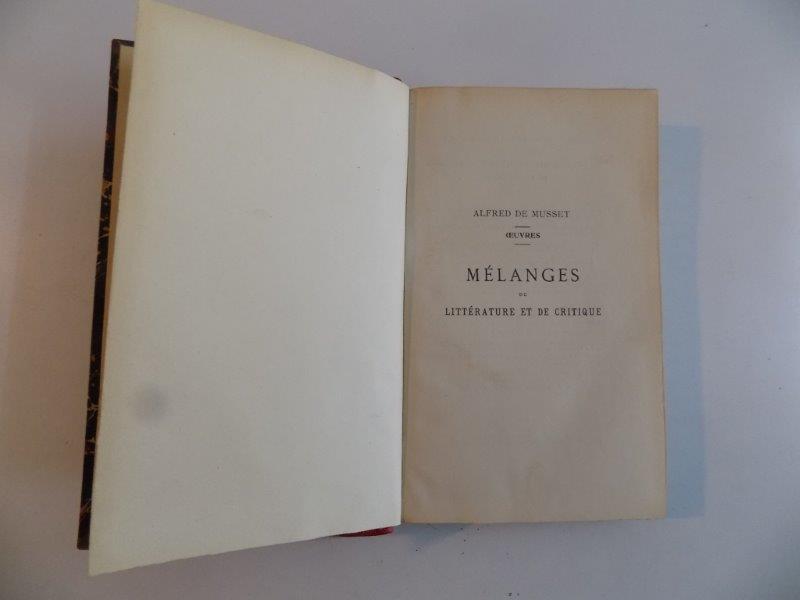 ALFRED DE MUSSET
ŒUVRES
MÉLANGES
DE
LITTÉRATURE ET DE CRITIQUE